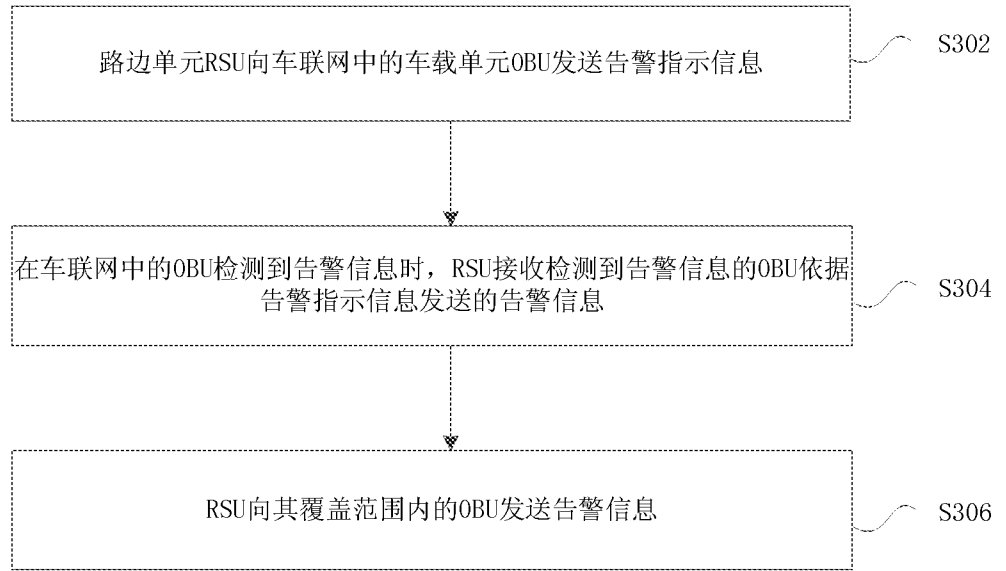 路边单元RSU向车联网中的车载单元OBU发送告警指示信息
S302
在车联网中的OBU检测到告警信息时，RSU接收检测到告警信息的OBU依据
告警指示信息发送的告警信息
S304
RSU向其覆盖范围内的OBU发送告警信息
S306